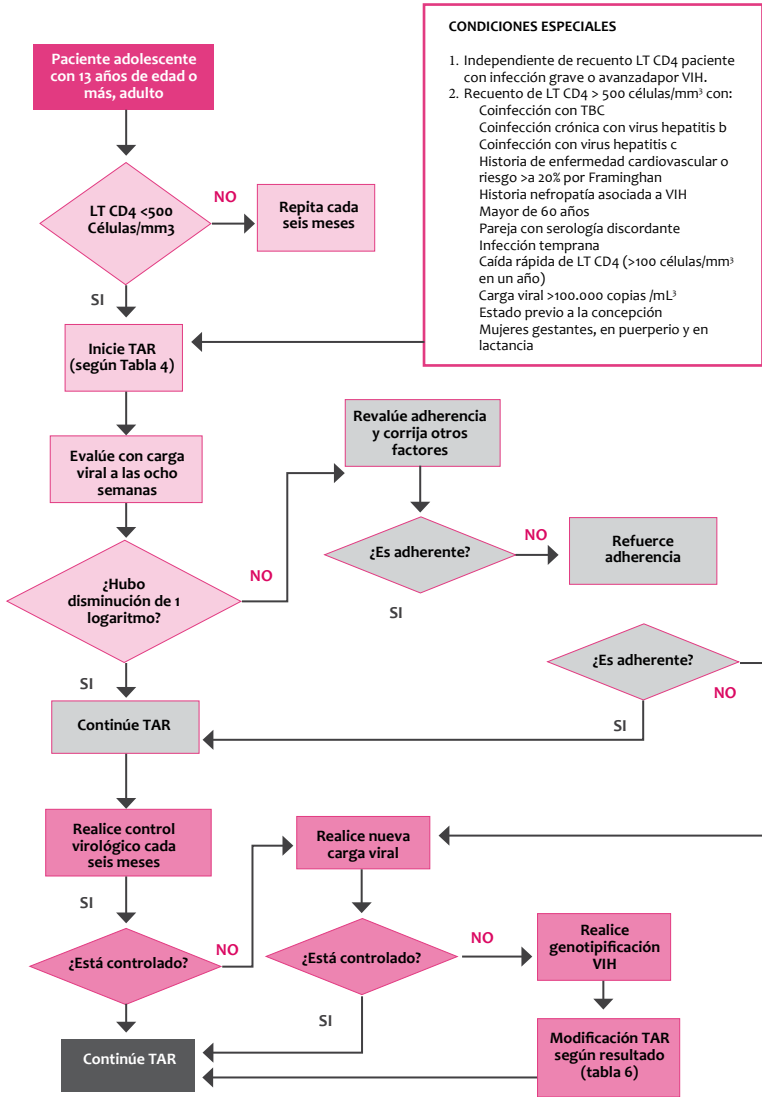 Paciente adolescente
con 13 años de edad o
más, adulto
CONDICIONES ESPECIALES
1. Independiente de recuento LT CD4 paciente
con infección grave o avanzadapor VIH.
2. Recuento de LT CD4 > 500 células/mm³ con:
Coinfección con TBC
Coinfección crónica con virus hepatitis b
Coinfección con virus hepatitis c
Historia de enfermedad cardiovascular o
riesgo >a 20% por Framinghan
Historia nefropatía asociada a VIH
Mayor de 60 años
Pareja con serología discordante
Infección temprana
Caída rápida de LT CD4 (>100 células/mm³
en un año)
Carga viral >100.000 copias /mL³
Estado previo a la concepción
Mujeres gestantes, en puerperio y en
lactancia
LT CD4 <500
Células/mm3
NO
Repita cada
seis meses
SI
Inicie TAR
(según Tabla 4)
Evalúe con carga
viral a las ocho
semanas
Revalúe adherencia
y corrija otros
factores
¿Hubo
disminución de 1
logaritmo?
NO
¿Es adherente?
NO
Refuerce
adherencia
SI
¿Es adherente?
NO
SI
SI
Continúe TAR
Realice control
virológico cada
seis meses
Realice nueva
carga viral
SI
¿Está controlado?
NO
¿Está controlado?
NO
Realice
genotipificación
VIH
SI
Continúe TAR
Modificación TAR
según resultado
(tabla 6)